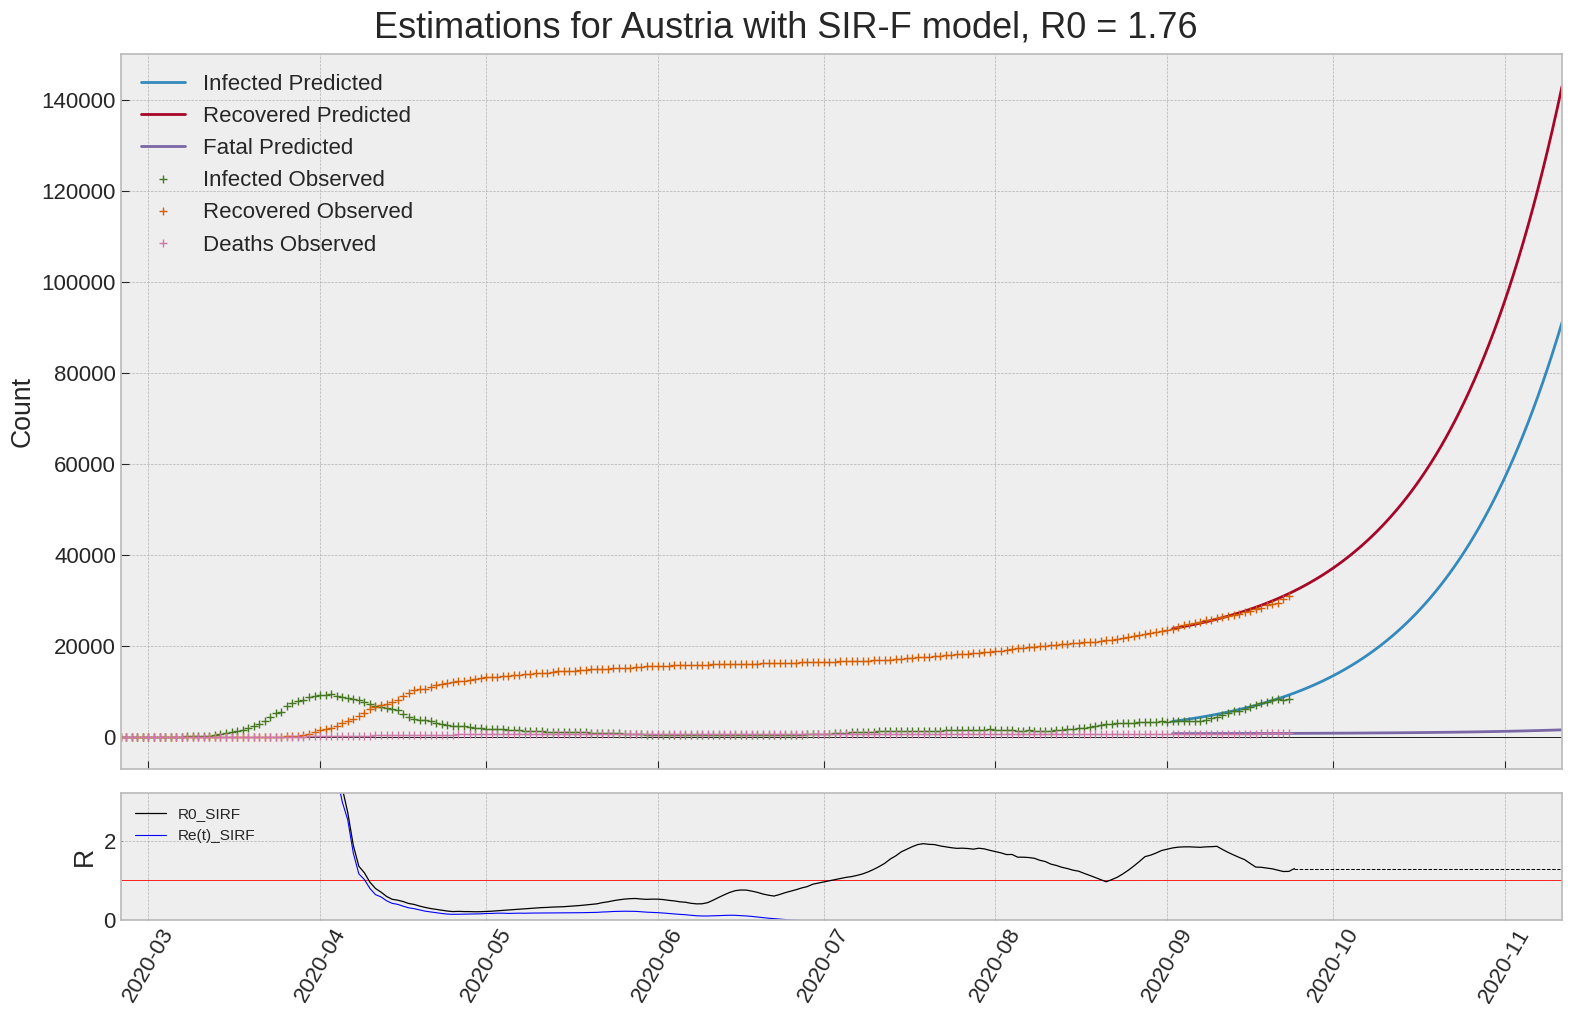 Estimations for Austria with SIR-F model, R0 = 1.76
Infected Predicted
Recovered Predicted
Fatal Predicted
Infected Observed
Recovered Observed
Deaths Observed
140000
120000
100000
80000
60000
40000
20000
0
Count
R0_SIRF
Re(t)_SIRF
2
0
R
2020-03
2020-04
2020-05
2020-06
2020-07
2020-08
2020-09
2020-10
2020-11